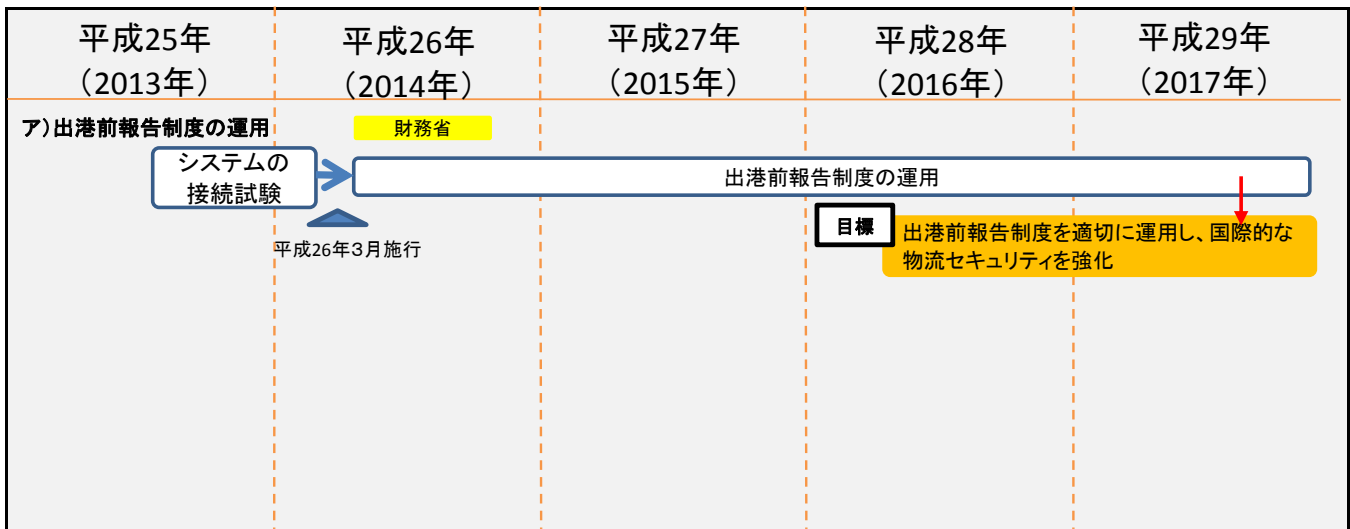 平成25年
(2013年)
平成26年
(2014年)
平成27年
(2015年)
平成28年
(2016年)
平成29年
(2017年)
ア)出港前報告制度の運用
財務省
システムの
接続試験
出港前報告制度の運用
平成26年3月施行
目標
出港前報告制度を適切に運用し、国際的な
物流セキュリティを強化